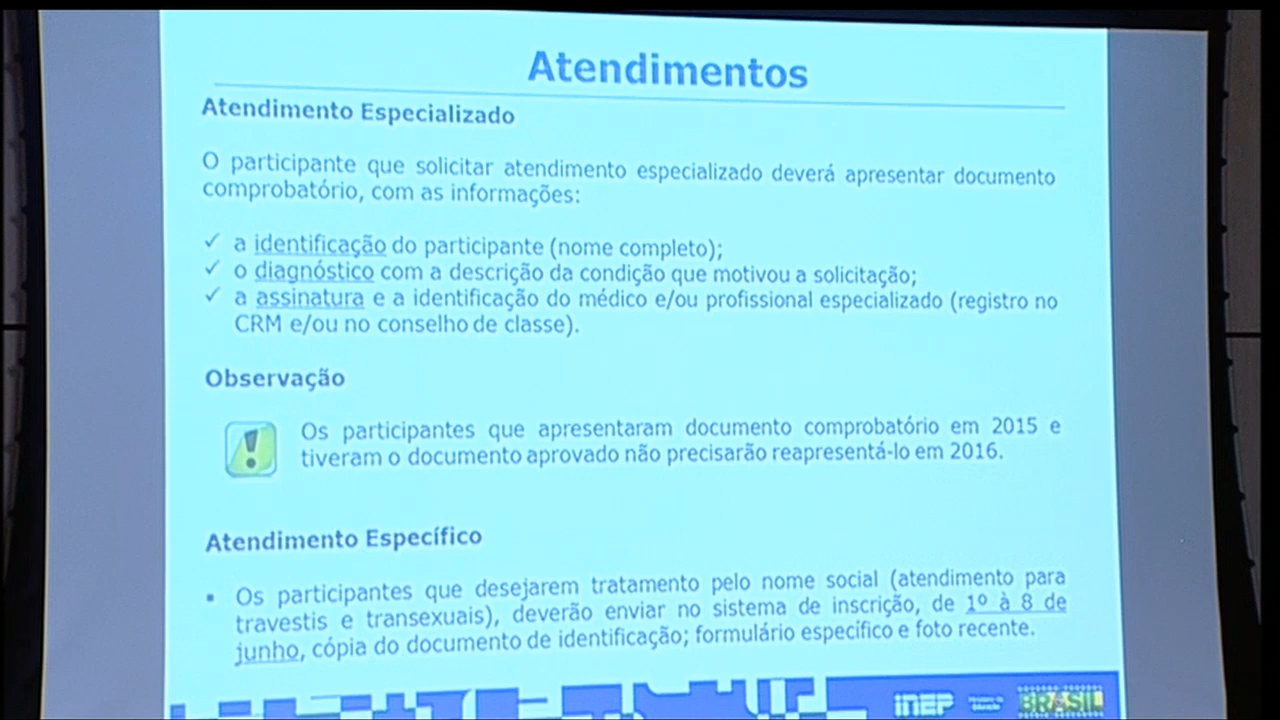 Atendimentos
Atendimento Especializado
O participante que solicitar atendimento especializado deverá apresentar documento
comprobatório, com as informações:
✓ a identificação do participante (nome completo);
✓ o diagnóstico com a descrição da condição que motivou a solicitação;
✓ a assinatura e a identificação do médico e/ou profissional especializado (registro no
CRM e/ou no conselho de classe).
Observação
Os participantes que apresentaram documento comprobatório em 2015 e
tiveram o documento aprovado não precisarão reapresentá-lo em 2016.
Atendimento Específico
▪ Os participantes que desejarem tratamento pelo nome social (atendimento para
travestis e transexuais), deverão enviar no sistema de inscrição, de 1º à 8 de
junho, cópia do documento de identificação; formulário específico e foto recente.
INEP Ministério da Educação BRASIL